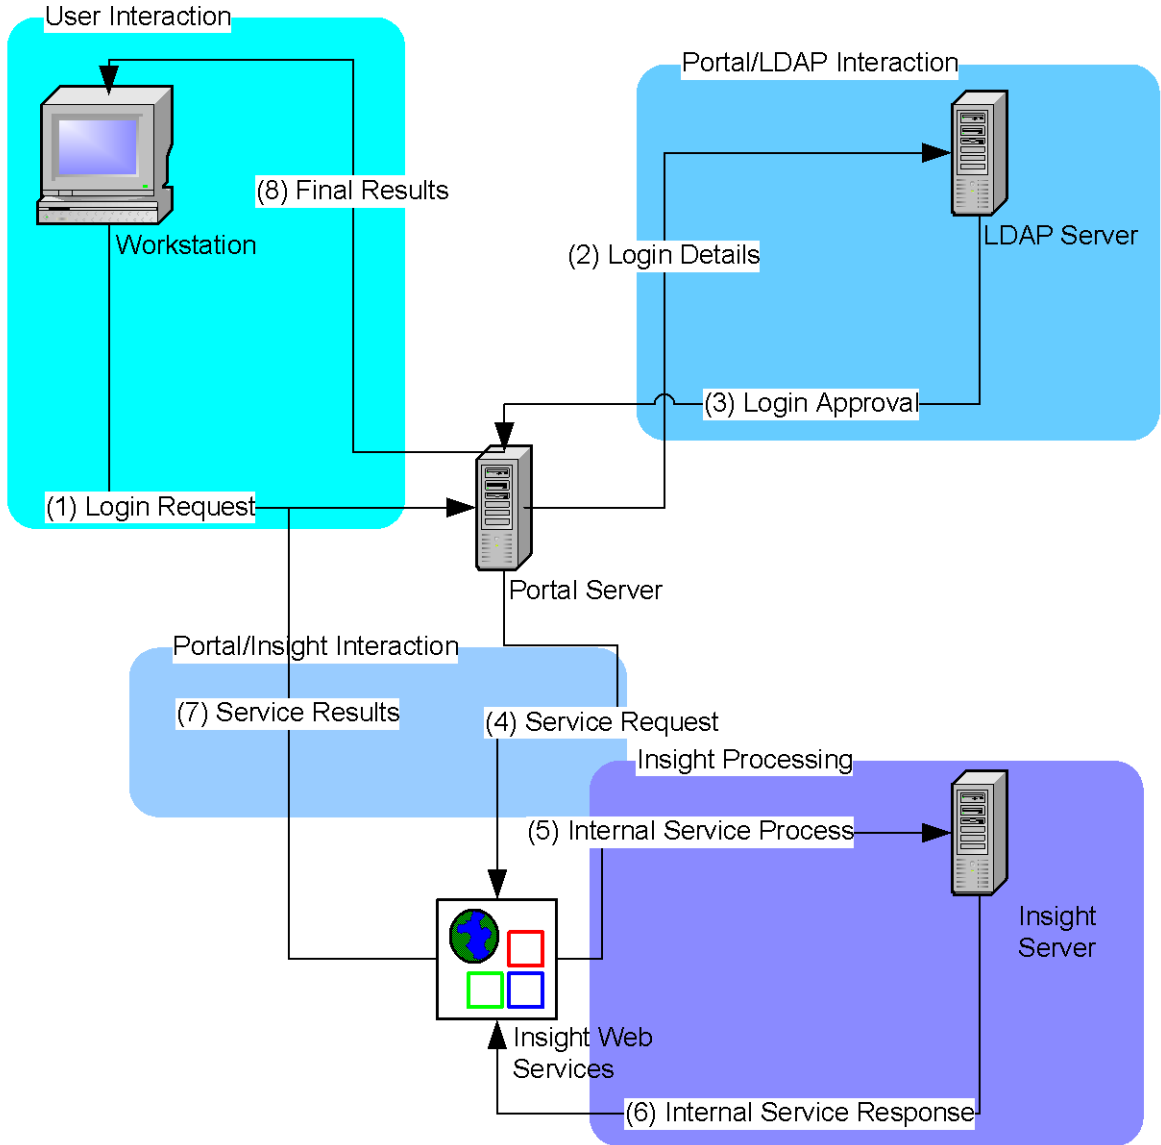 User Interaction
Portal/LDAP Interaction
(8) Final Results
Workstation
LDAP Server
(2) Login Details
(3) Login Approval
(1) Login Request
Portal Server
Portal/Insight Interaction
(7) Service Results
(4) Service Request
Insight Processing
(5) Internal Service Process
Insight
Server
Insight Web
Services
(6) Internal Service Response